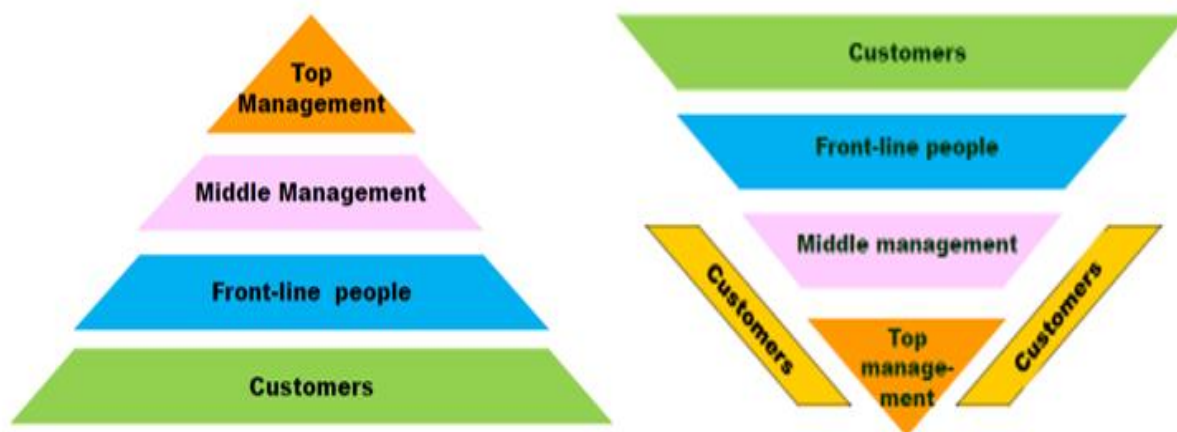 Top
Management
Middle Management
Front-line people
Customers
Customers
Front-line people
Middle management
Customers
Customers
Top
manage-
ment